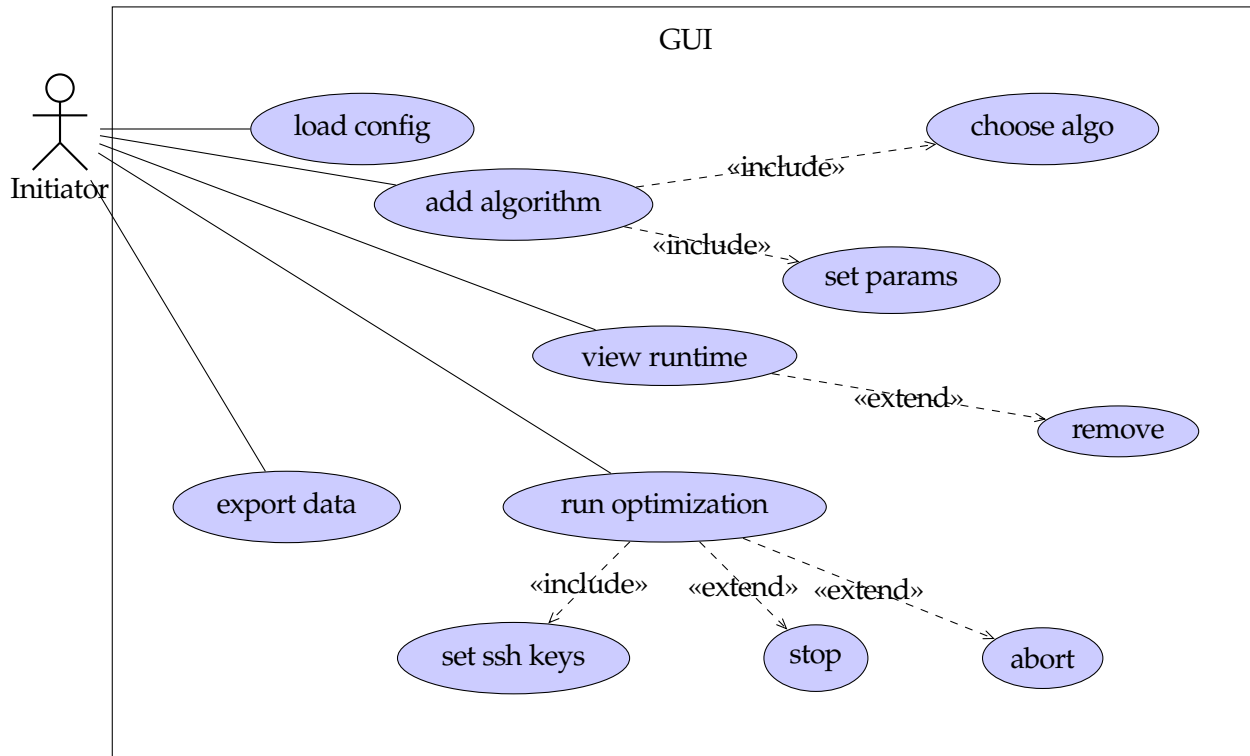 GUI
load config
choose algo
«include»
Initiator
add algorithm
«include»
set params
view runtime
«extend»
remove
export data
run optimization
«include»
«extend»
«extend»
set ssh keys
stop
abort